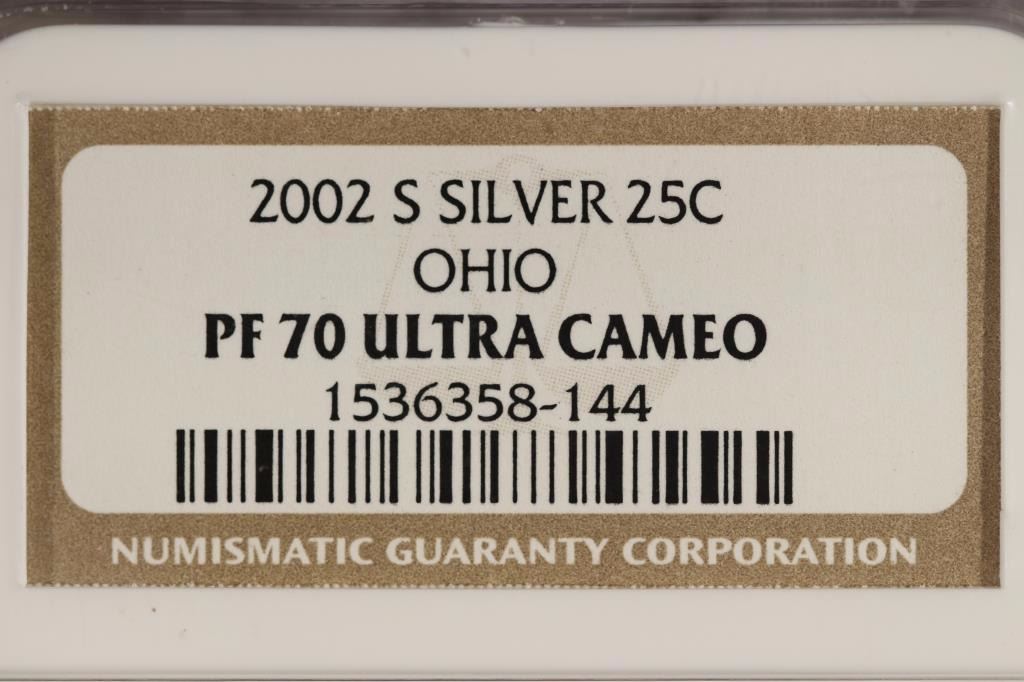 2002 S SILVER 25C
OHIO
PF 70 ULTRA CAMEO
1536358-144
NUMISMATIC GUARANTY CORPORATION